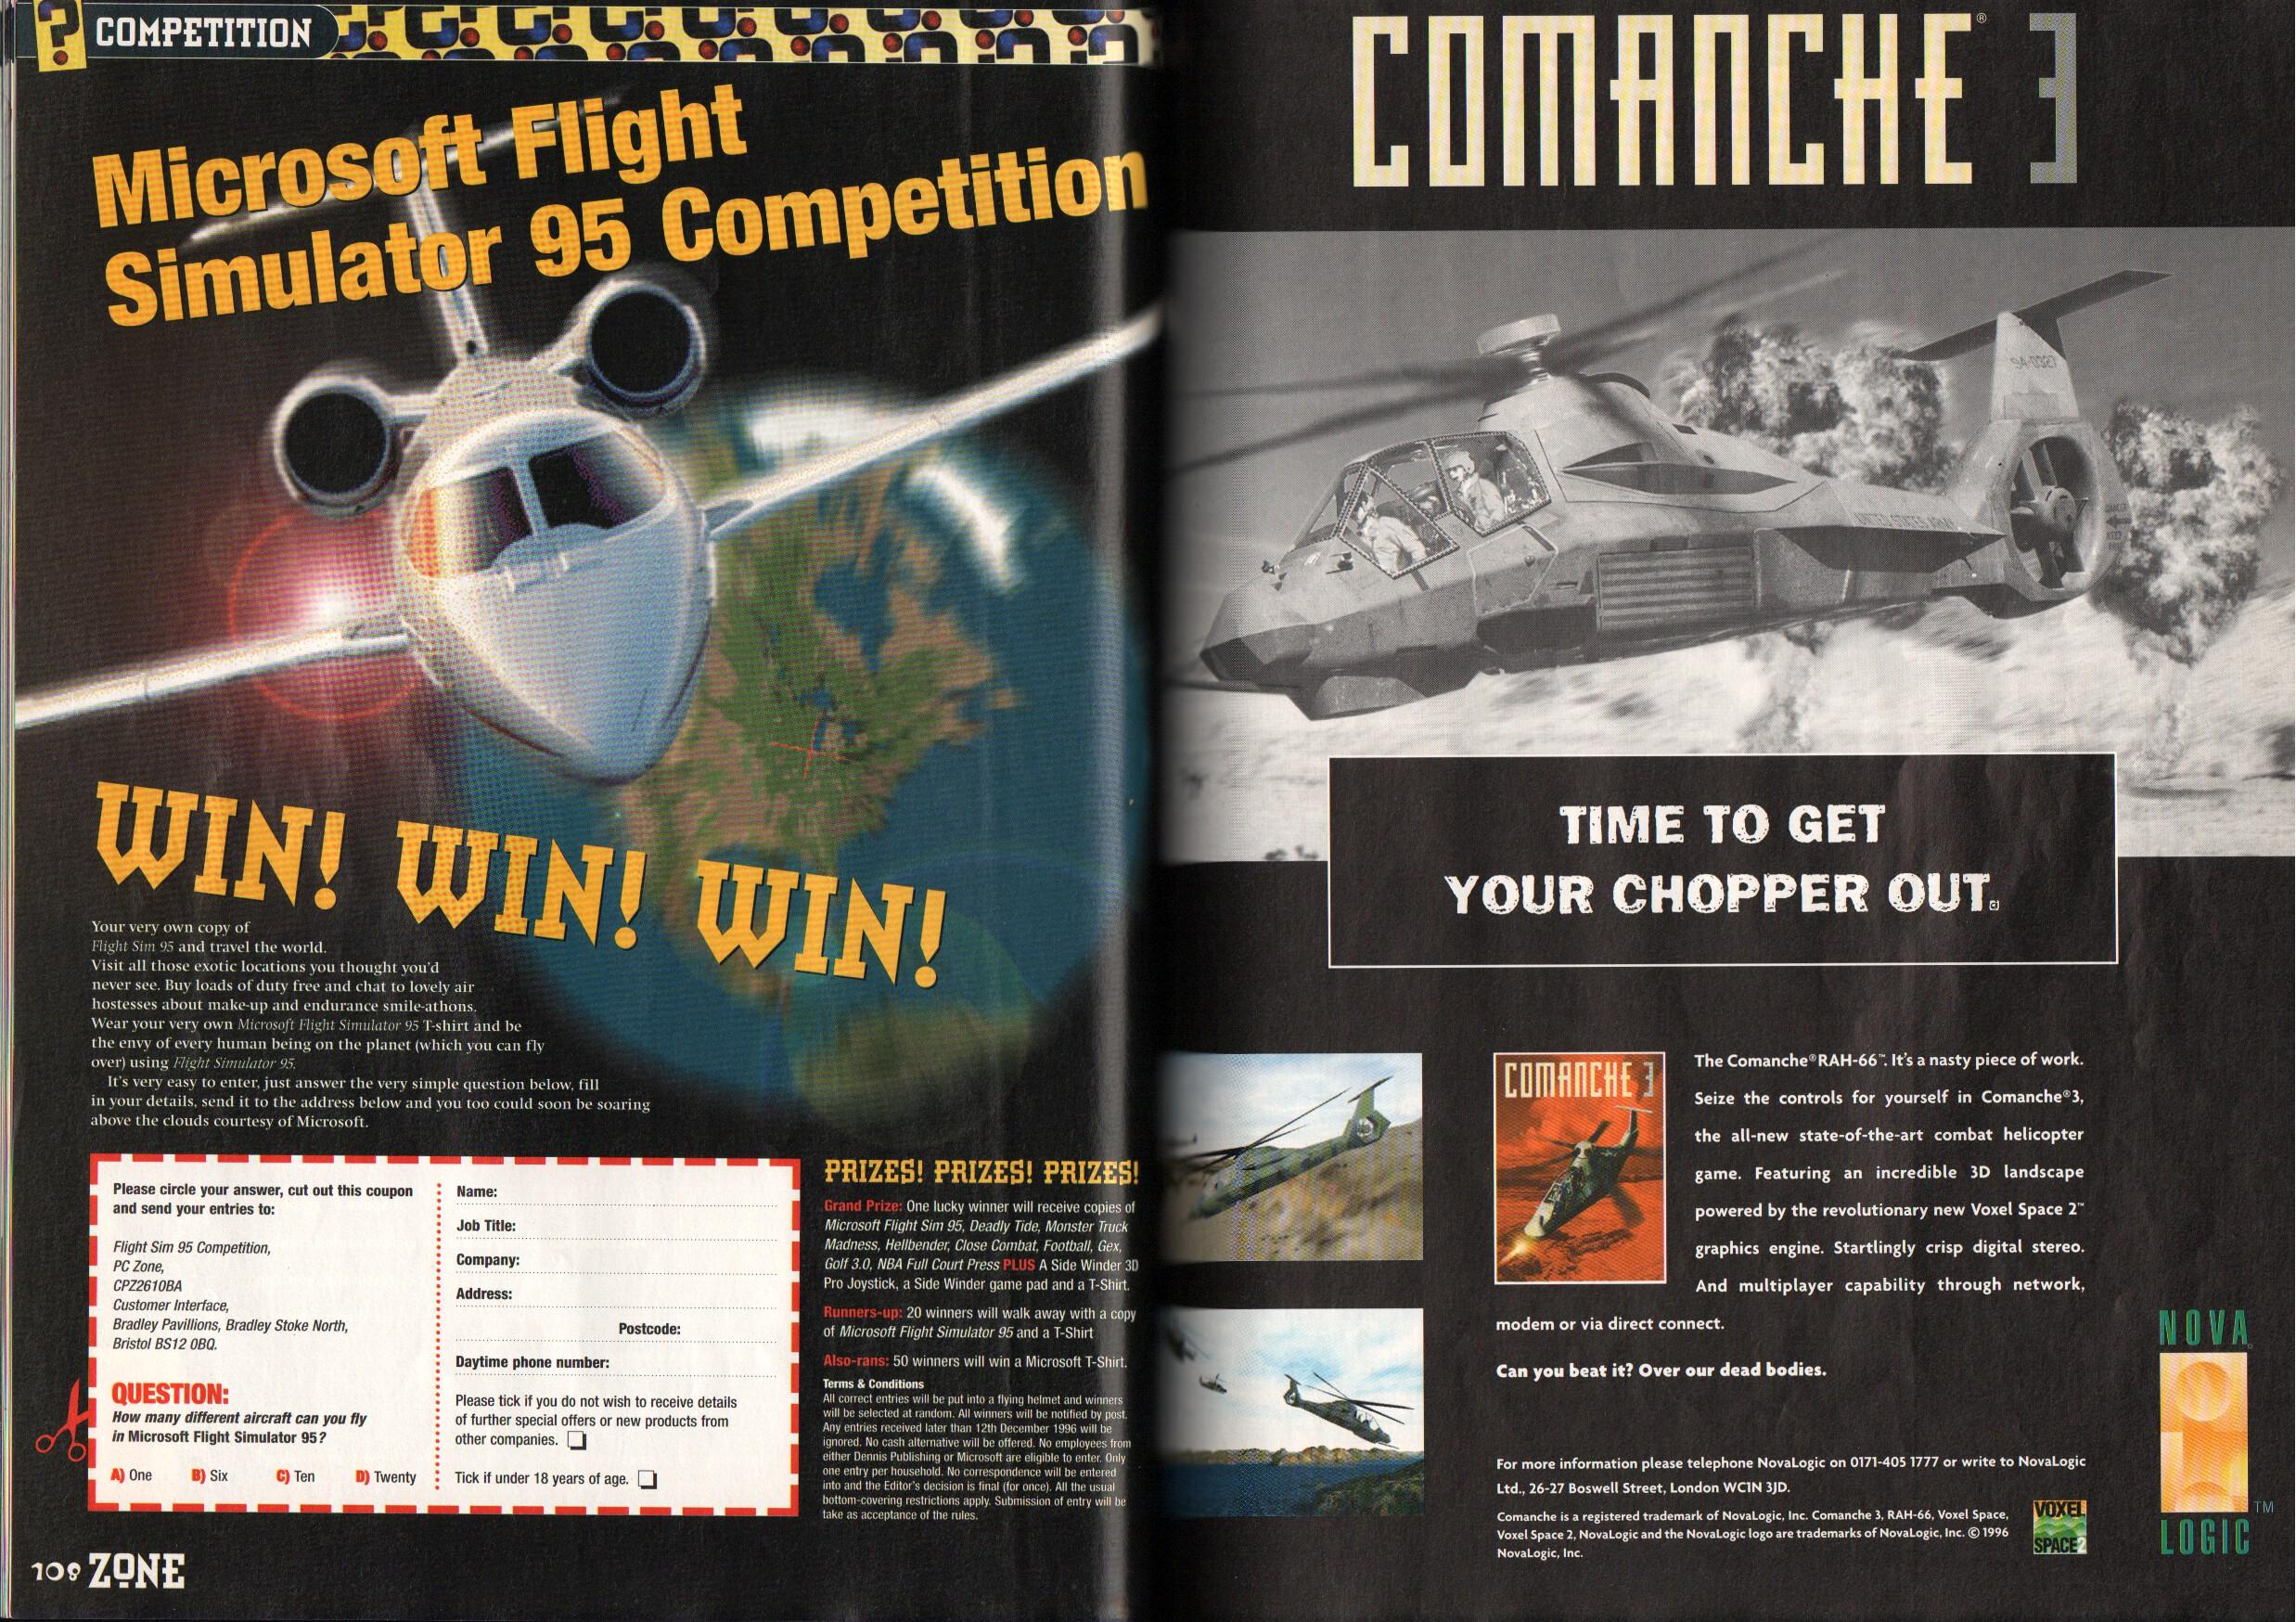 COMPETITION
Microsoft Flight
Simulator 95 Competition
WIN! WIN! WIN!
Your very own copy of
Flight Sim 95 and travel the world.
Visit all those exotic locations you thought you'd
never see. Buy loads of duty free and chat to lovely air
hostesses about make-up and endurance smile-athons.
Wear your very own Microsoft Flight Simulator 95 T-shirt and be
the envy of every human being on the planet (which you can fly
over) using Flight Simulator 95.
It's very easy to enter, just answer the very simple question below, fill
in your details, send it to the address below and you too could soon be soaring
above the clouds courtesy of Microsoft.
Please circle your answer, cut out this coupon
and send your entries to:
Flight Sim 95 Competition,
PC Zone,
CPZ2610BA
Customer Interface,
Bradley Pavillions, Bradley Stoke North,
Bristol BS12 0BQ.
QUESTION:
How many different aircraft can you fly
in Microsoft Flight Simulator 95?
A) One B) Six C) Ten D) Twenty
Name:
Job Title:
Company:
Address:
Postcode:
Daytime phone number:
Please tick if you do not wish to receive details
of further special offers or new products from
other companies.
Tick if under 18 years of age.
PRIZES! PRIZES! PRIZES!
Grand Prize: One lucky winner will receive copies of
Microsoft Flight Sim 95, Deadly Tide, Monster Truck
Madness, Hellbender, Close Combat, Football, Gex,
Golf 3.0, NBA Full Court Press PLUS A Side Winder 3D
Pro Joystick, a Side Winder game pad and a T-Shirt.
Runners-up: 20 winners will walk away with a copy
of Microsoft Flight Simulator 95 and a T-Shirt
Also-rans: 50 winners will win a Microsoft T-Shirt.
Terms & Conditions
All correct entries will be put into a flying helmet and winners
will be selected at random. All winners will be notified by post.
Any entries received later than 12th December 1996 will be
ignored. No cash alternative will be offered. No employees from
either Dennis Publishing or Microsoft are eligible to enter. Only
one entry per household. No correspondence will be entered
into and the Editor's decision is final (for once). All the usual
bottom-covering restrictions apply. Submission of entry will be
take as acceptance of the rules.
108 ZONE
COMANCHE® 3
94-0327
UNITED STATES ARMY
TIME TO GET
YOUR CHOPPER OUT.
COMANCHE 3
The Comanche® RAH-66™. It's a nasty piece of work.
Seize the controls for yourself in Comanche®3,
the all-new state-of-the-art combat helicopter
game. Featuring an incredible 3D landscape
powered by the revolutionary new Voxel Space 2™
graphics engine. Startlingly crisp digital stereo.
And multiplayer capability through network,
modem or via direct connect.
Can you beat it? Over our dead bodies.
For more information please telephone NovaLogic on 0171-405 1777 or write to NovaLogic
Ltd., 26-27 Boswell Street, London WC1N 3JD.
Comanche is a registered trademark of NovaLogic, Inc. Comanche 3, RAH-66, Voxel Space,
Voxel Space 2, NovaLogic and the NovaLogic logo are trademarks of NovaLogic, Inc. © 1996
NovaLogic, Inc.
VOXEL
SPACE2
NOVA
LOGIC
TM